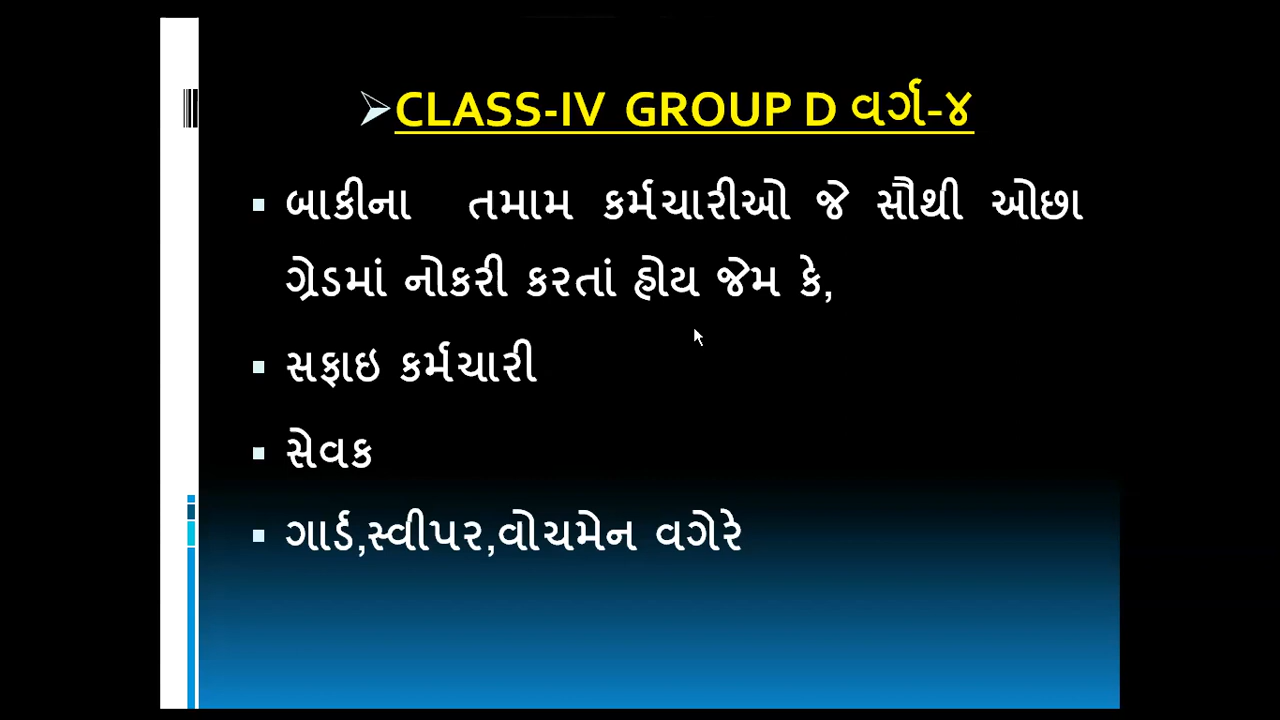 CLASS-IV GROUP D વર્ગ-૪
બાકીના તમામ કર્મચારીઓ જે સૌથી ઓછા
ગ્રેડમાં નોકરી કરતાં હોય જેમ કે,
સફાઇ કર્મચારી
સેવક
ગાર્ડ,સ્વીપર,વોચમેન વગેરે